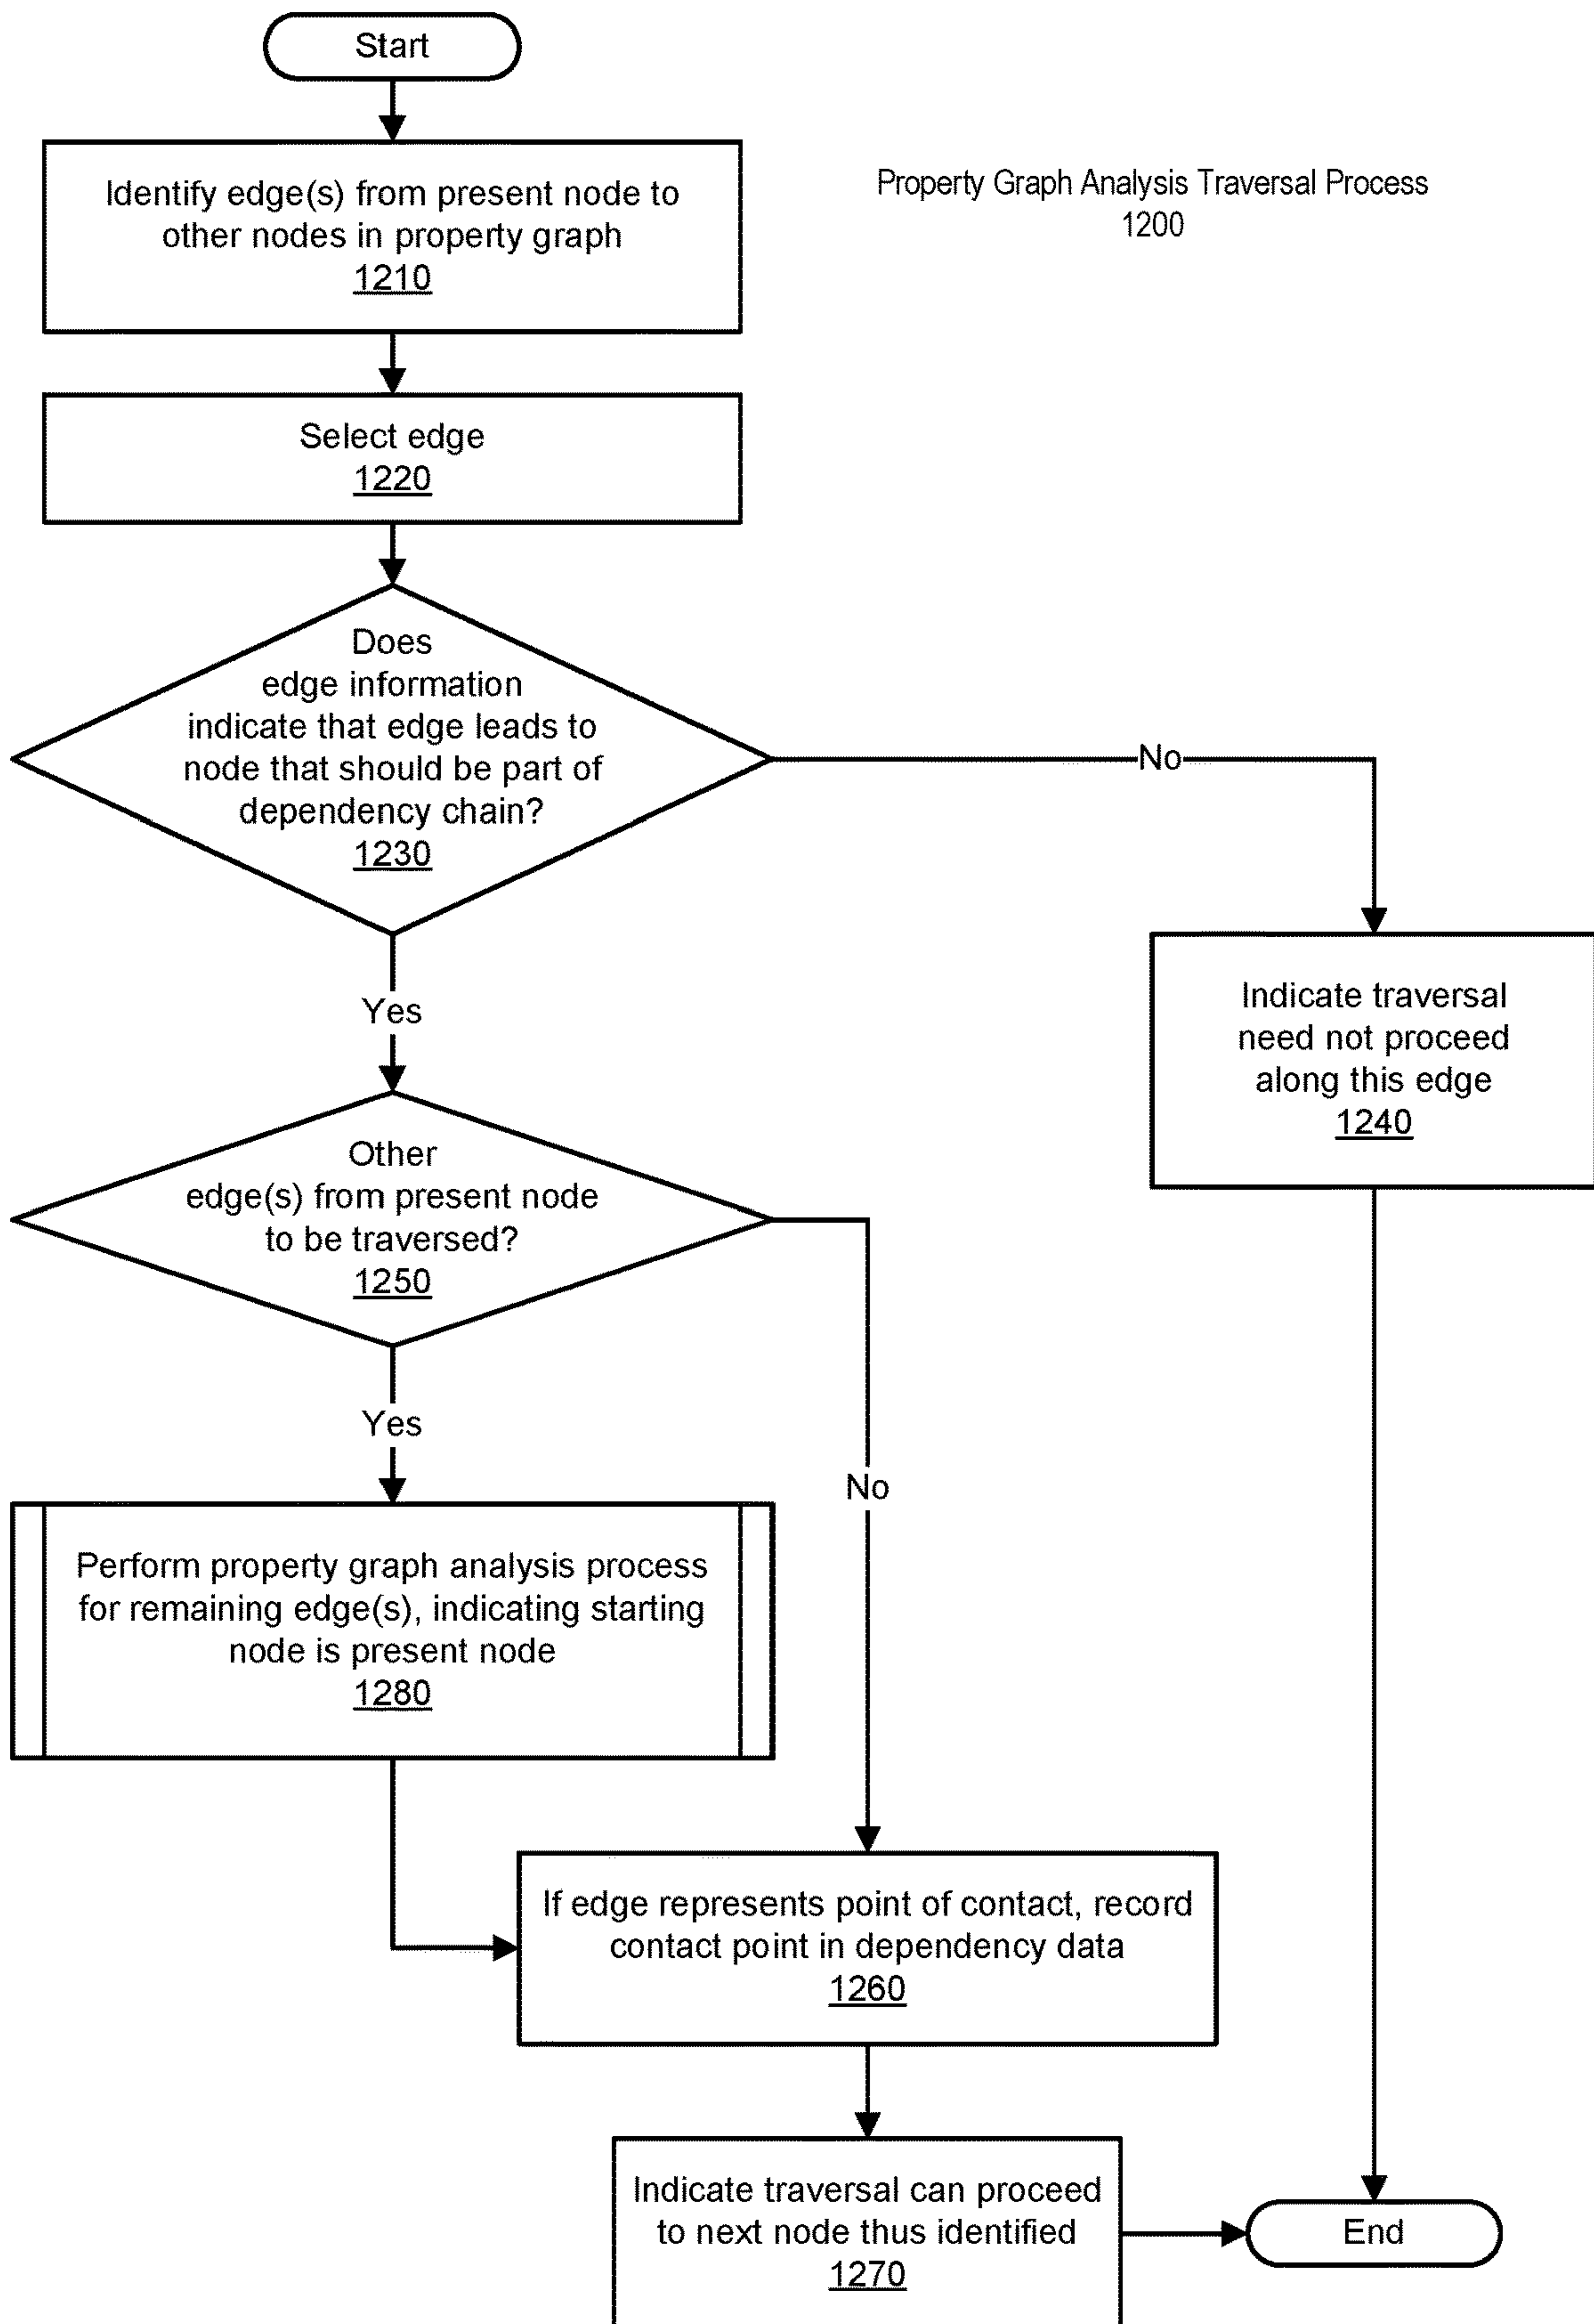 Start
Identify edge(s) from present node to
other nodes in property graph
1210
Property Graph Analysis Traversal Process
1200
Select edge
1220
Does
edge information
indicate that edge leads to
node that should be part of
dependency chain?
1230
No
Yes
Indicate traversal
need not proceed
along this edge
1240
Other
edge(s) from present node
to be traversed?
1250
Yes
No
Perform property graph analysis process
for remaining edge(s), indicating starting
node is present node
1280
If edge represents point of contact, record
contact point in dependency data
1260
Indicate traversal can proceed
to next node thus identified
1270
End